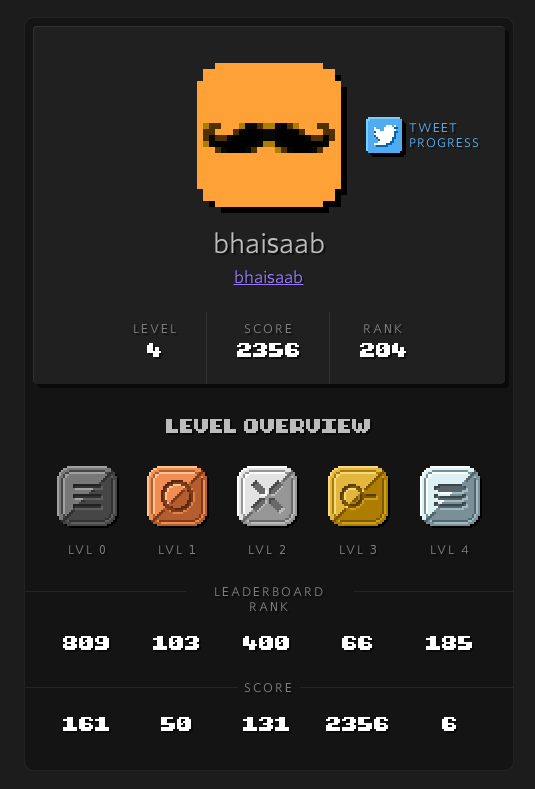 TWEET
PROGRESS
bhaisaab
bhaisaab
LEVEL SCORE RANK
4 2356 204
LEVEL OVERVIEW
LVL 0 LVL 1 LVL 2 LVL 3 LVL 4
LEADERBOARD
RANK
809 103 400 66 185
SCORE
161 50 131 2356 6